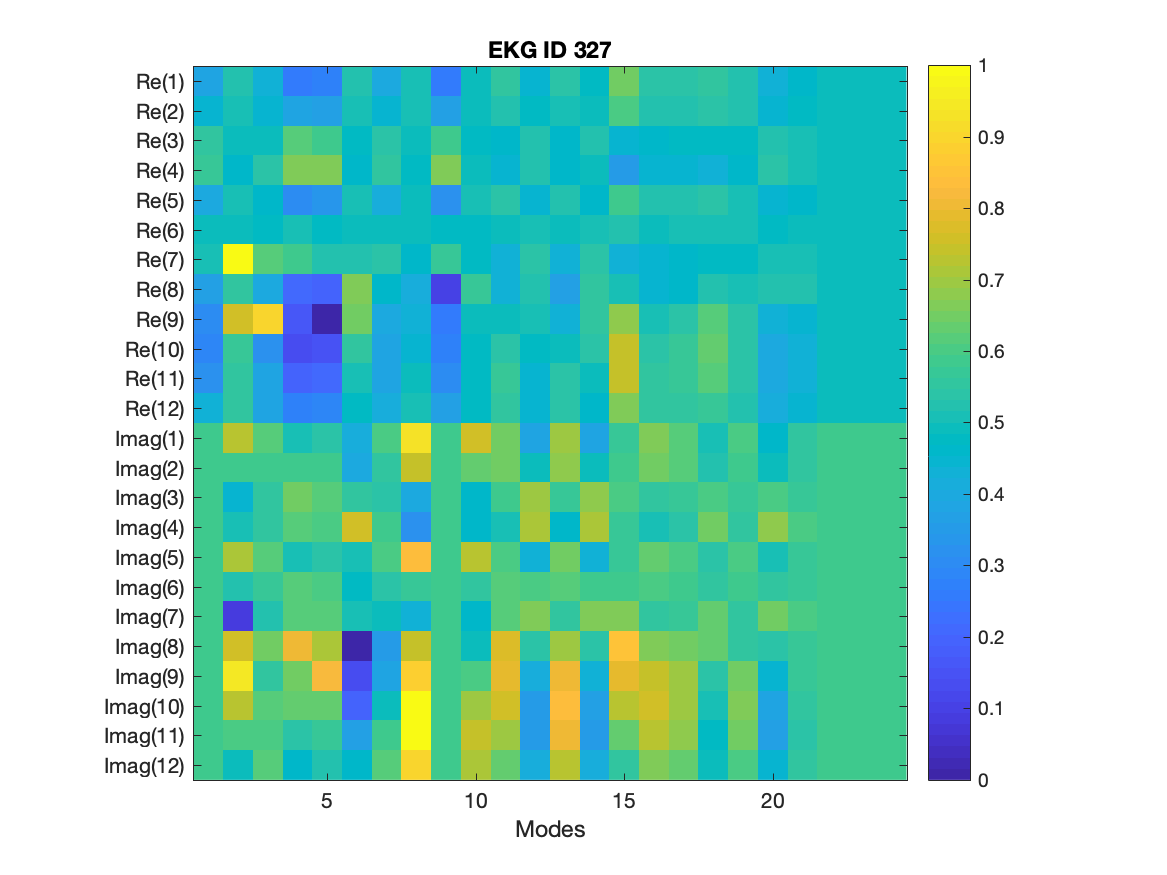 EKG ID 327
Re(1)
Re(2)
Re(3)
Re(4)
Re(5)
Re(6)
Re(7)
Re(8)
Re(9)
Re(10)
Re(11)
Re(12)
Imag(1)
Imag(2)
Imag(3)
Imag(4)
Imag(5)
Imag(6)
Imag(7)
Imag(8)
Imag(9)
Imag(10)
Imag(11)
Imag(12)
5 10 15 20
Modes
1
0.9
0.8
0.7
0.6
0.5
0.4
0.3
0.2
0.1
0